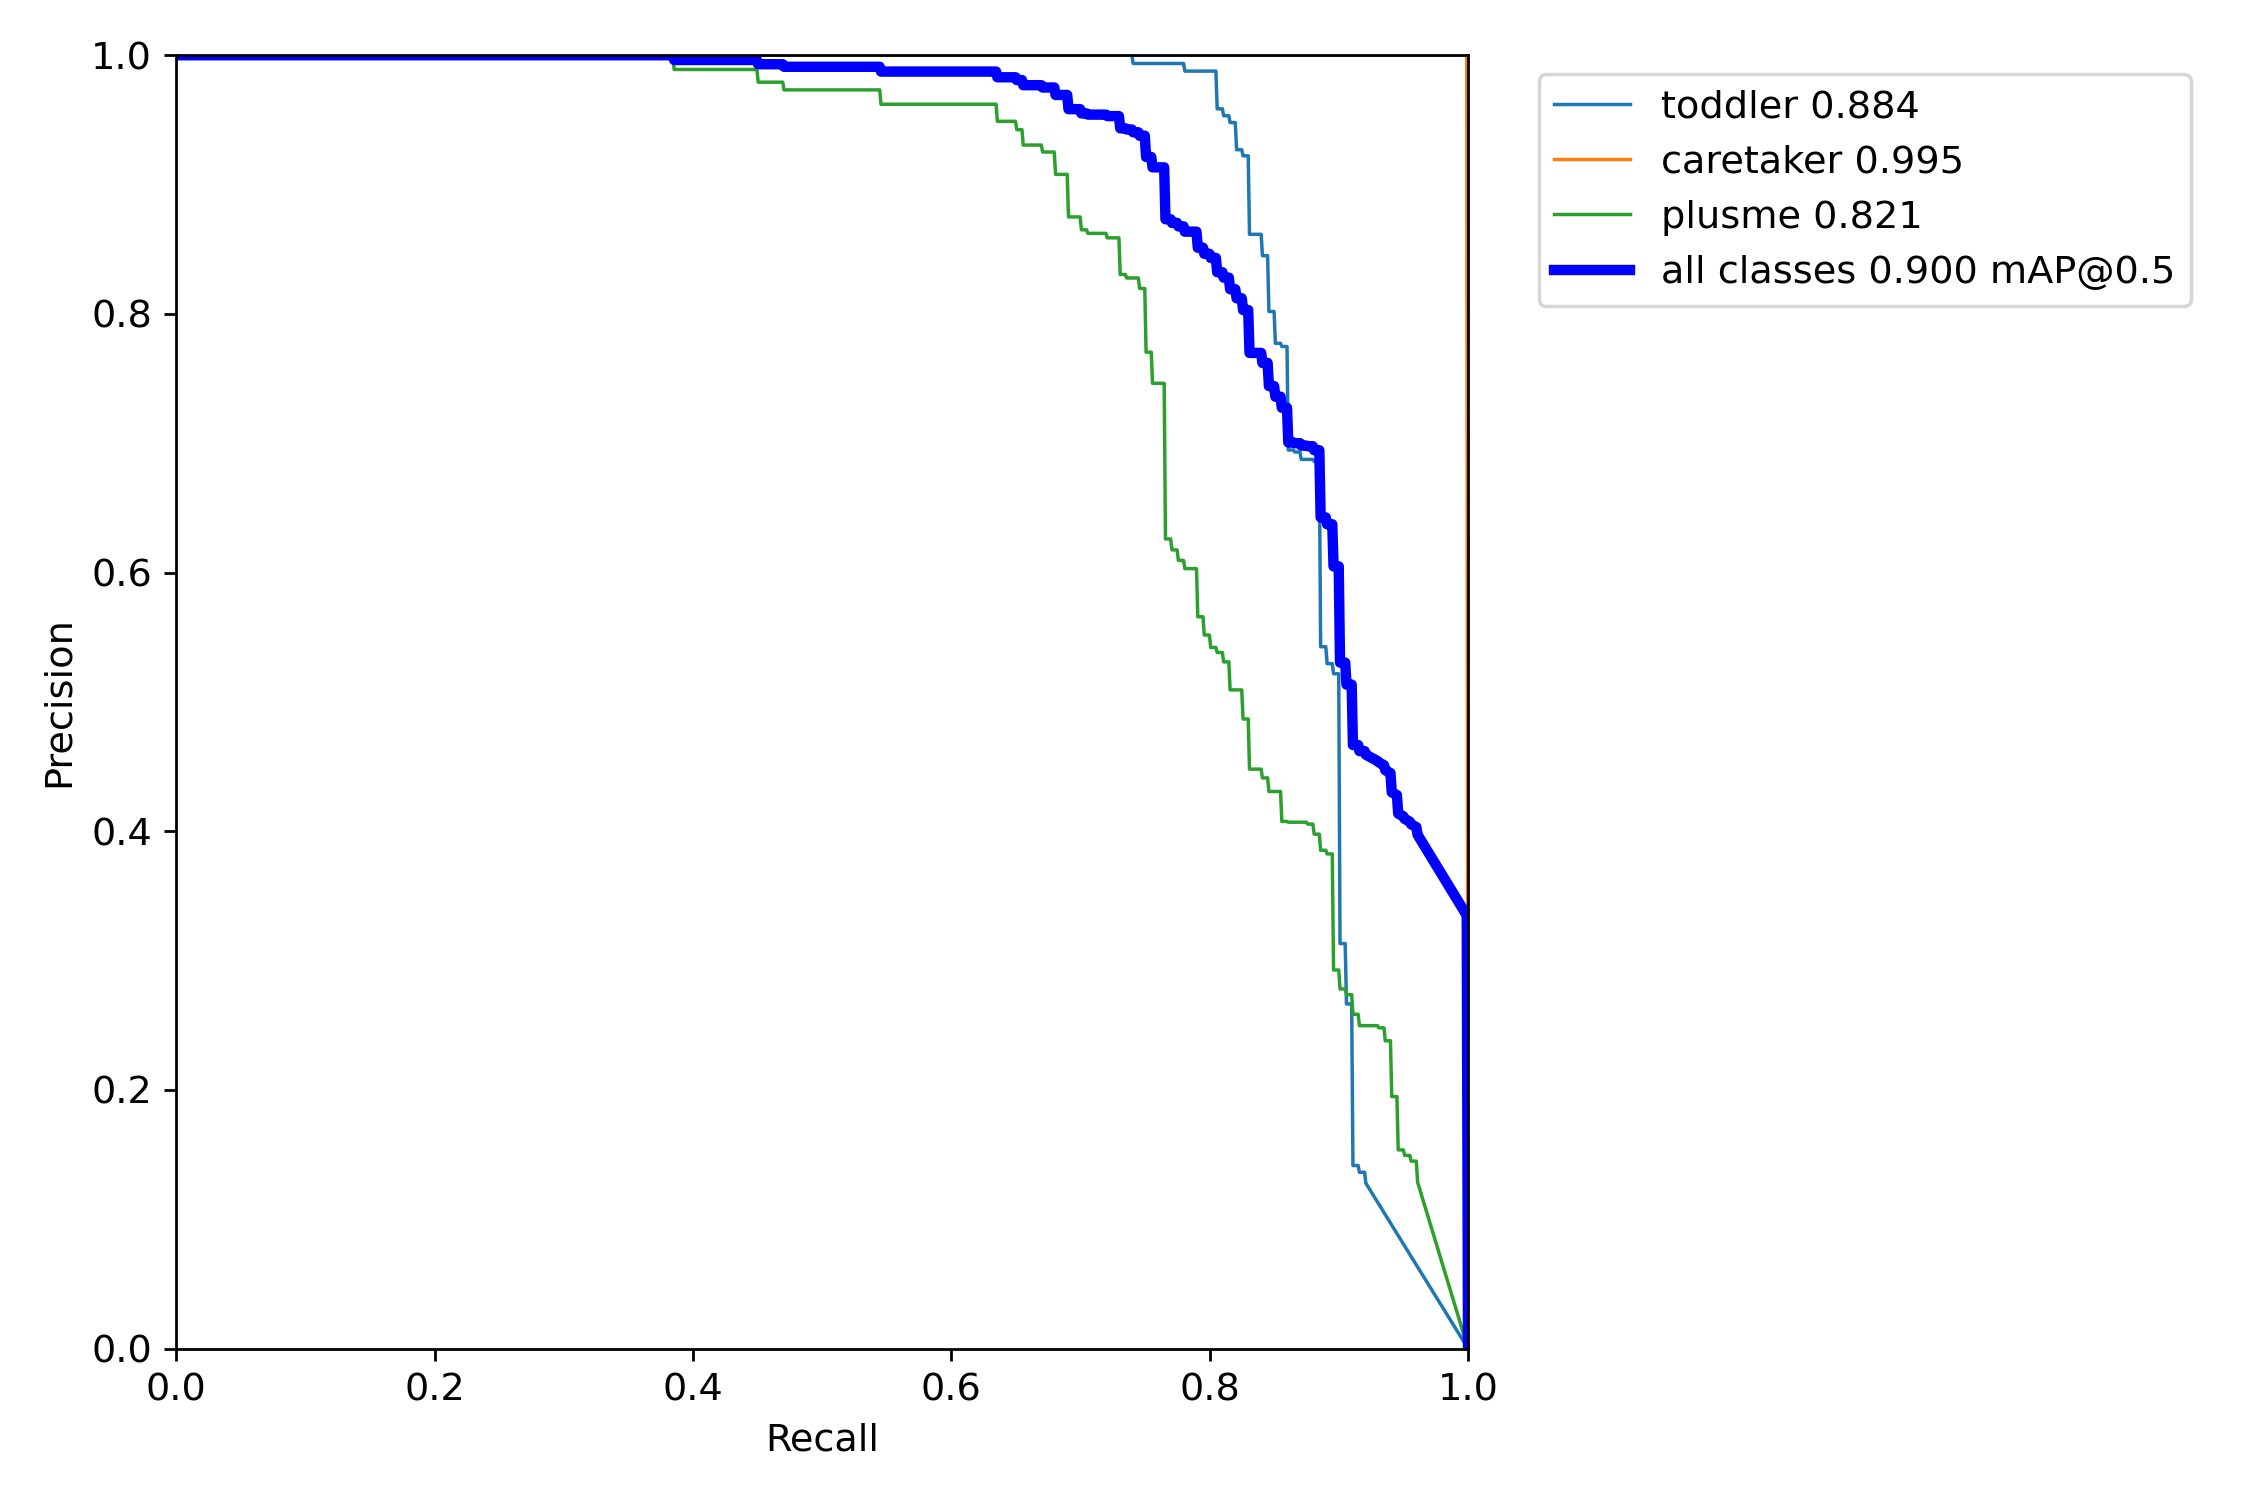 1.0
0.8
0.6
0.4
0.2
0.0
Precision
0.0 0.2 0.4 0.6 0.8 1.0
Recall
toddler 0.884
caretaker 0.995
plusme 0.821
all classes 0.900 mAP@0.5